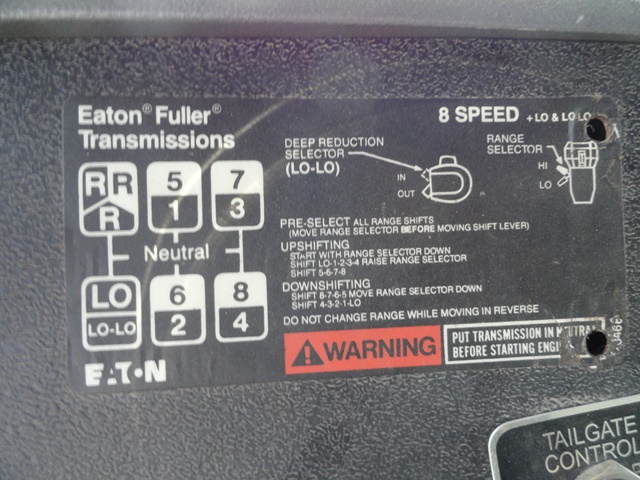 Eaton® Fuller®
Transmissions
8 SPEED + LO & LO-LO
DEEP REDUCTION
SELECTOR
(LO-LO)
IN
OUT
RANGE
SELECTOR
HI
LO
R R 5 7
R 1 3
Neutral
LO 6 8
LO-LO 2 4
PRE-SELECT ALL RANGE SHIFTS
(MOVE RANGE SELECTOR BEFORE MOVING SHIFT LEVER)
UPSHIFTING
START WITH RANGE SELECTOR DOWN
SHIFT LO-1-2-3-4 RAISE RANGE SELECTOR
SHIFT 5-6-7-8
DOWNSHIFTING
SHIFT 8-7-6-5 MOVE RANGE SELECTOR DOWN
SHIFT 4-3-2-1-LO
DO NOT CHANGE RANGE WHILE MOVING IN REVERSE
WARNING
PUT TRANSMISSION IN NEUTRAL
BEFORE STARTING ENGINE
EATON
TAILGATE
CONTROL